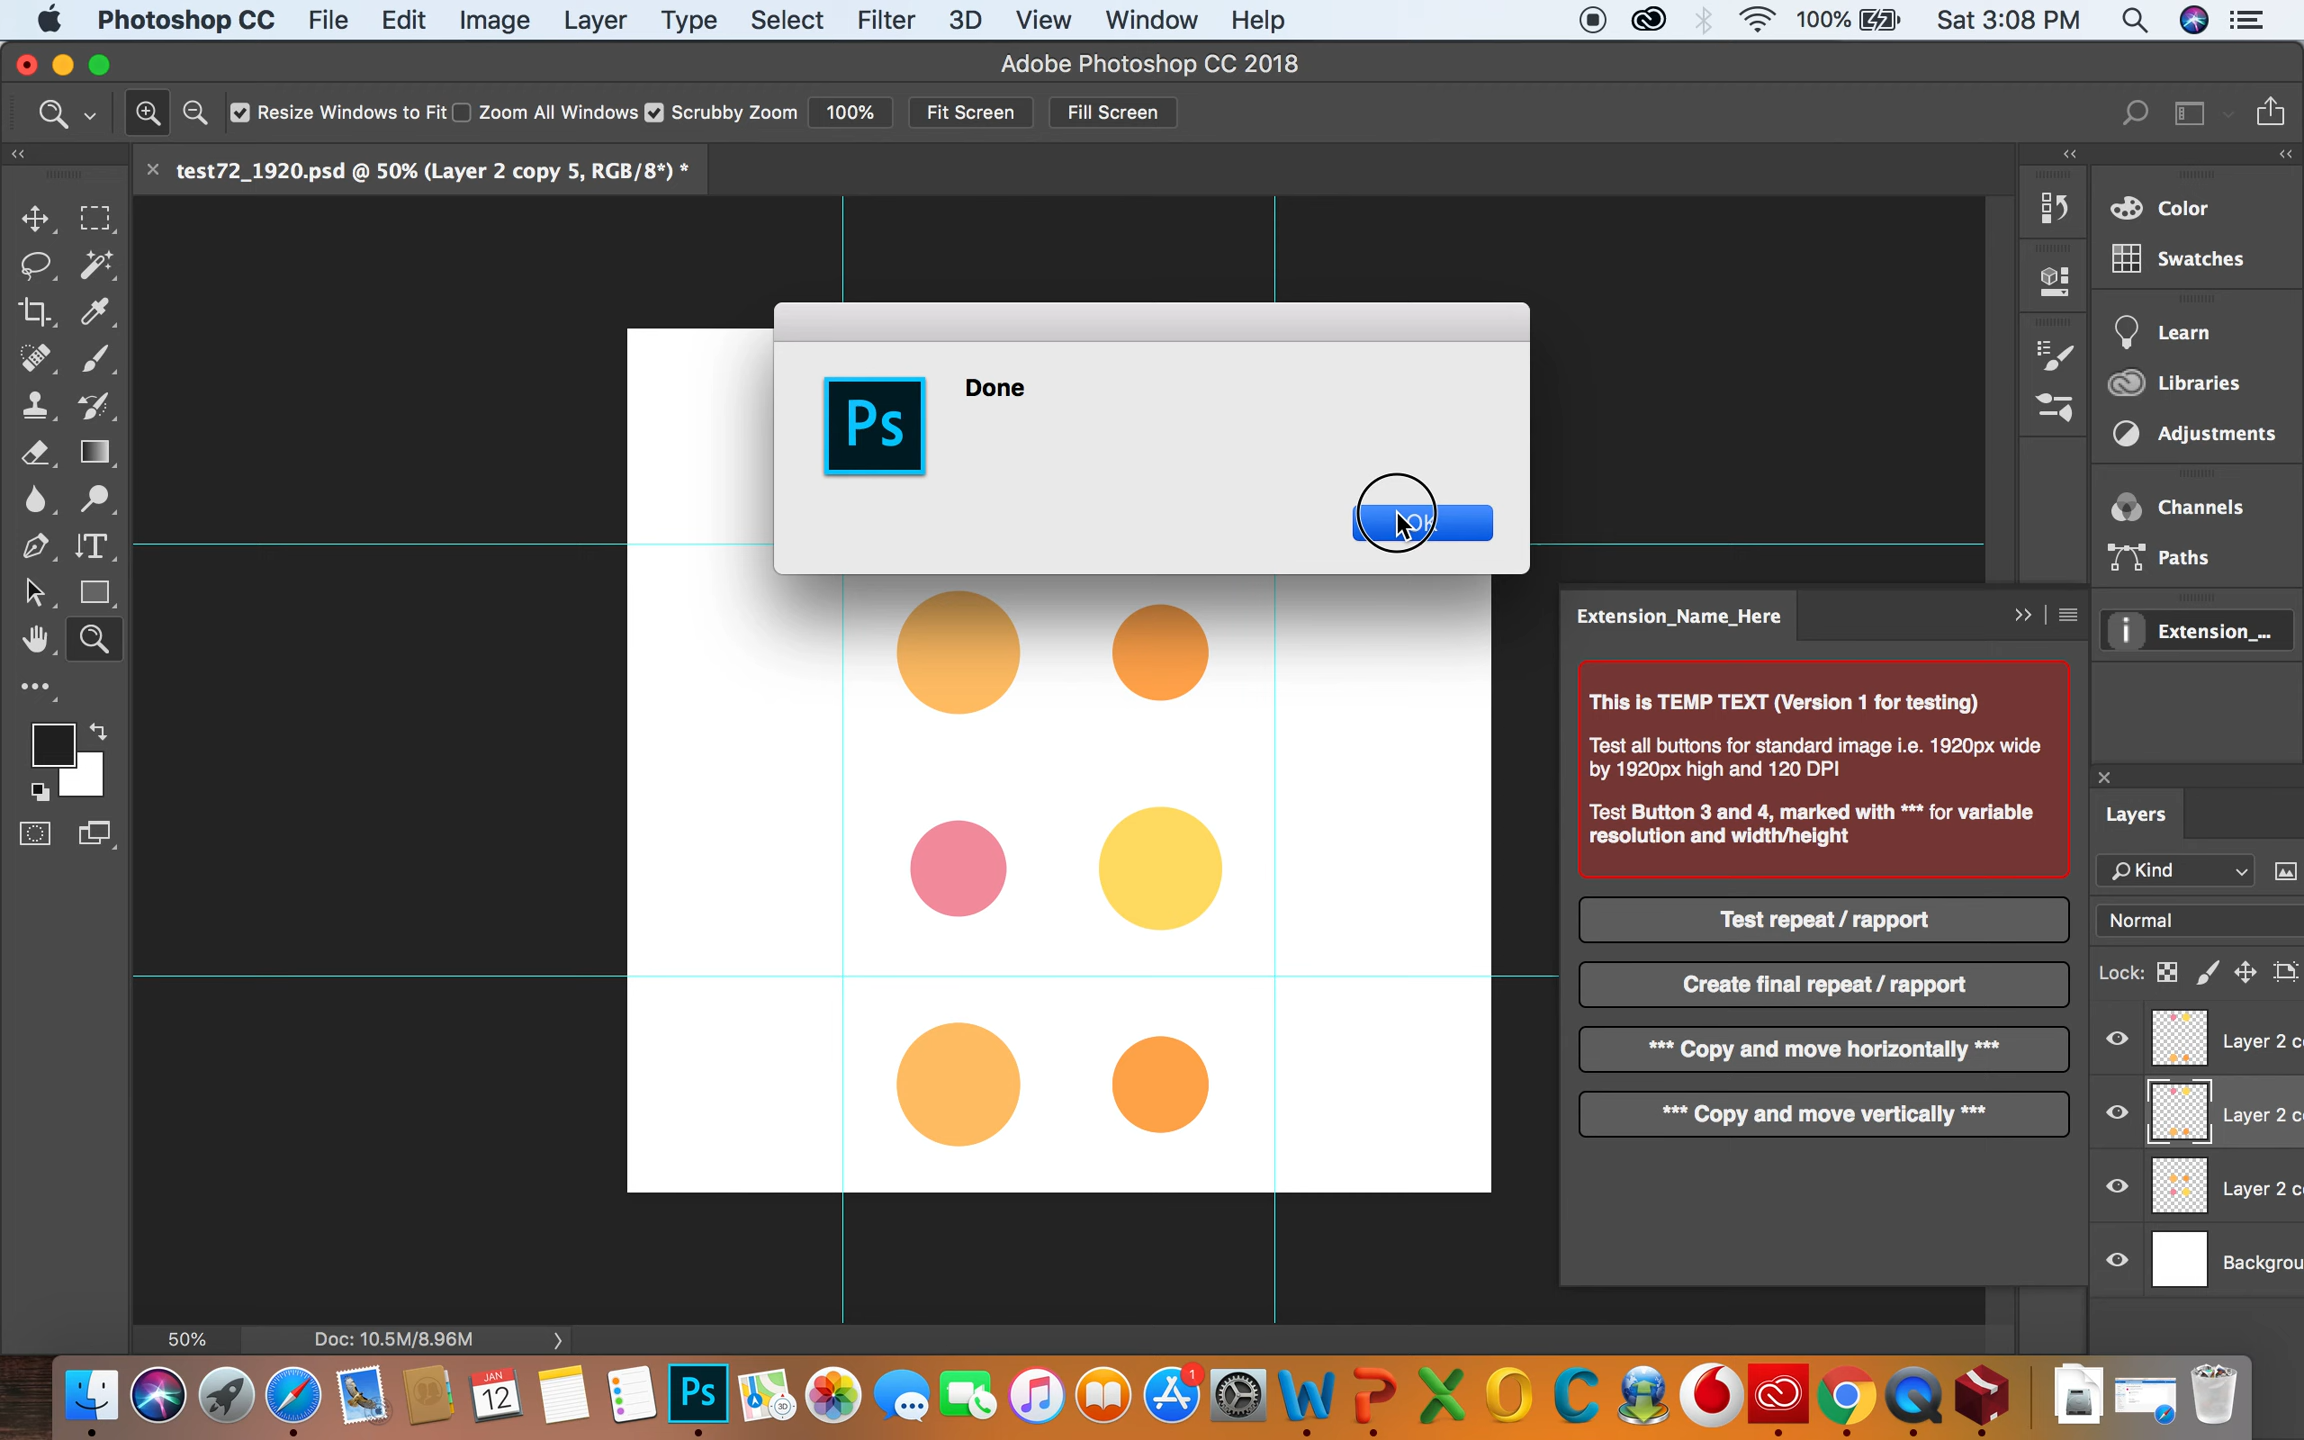 Photoshop CC File Edit Image Layer Type Select Filter 3D View Window Help 100% Sat 3:08 PM
Adobe Photoshop CC 2018
Resize Windows to Fit Zoom All Windows Scrubby Zoom 100% Fit Screen Fill Screen
test72_1920.psd @ 50% (Layer 2 copy 5, RGB/8*) *
Color
Swatches
Learn
Libraries
Adjustments
Channels
Paths
Extension_...
Ps
Done
OK
Extension_Name_Here
This is TEMP TEXT (Version 1 for testing)
Test all buttons for standard image i.e. 1920px wide
by 1920px high and 120 DPI
Test Button 3 and 4, marked with *** for variable
resolution and width/height
Test repeat / rapport
Create final repeat / rapport
*** Copy and move horizontally ***
*** Copy and move vertically ***
Layers
Kind
Normal
Lock:
Layer 2 c
Layer 2 c
Layer 2 c
Backgrou
50% Doc: 10.5M/8.96M
JAN
12
Ps
3D
1